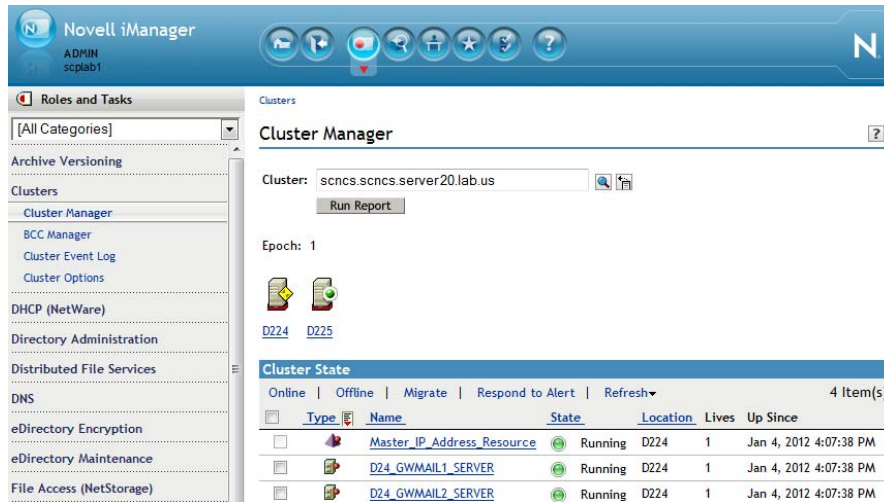 Novell iManager
ADMIN
scplab1
N
Roles and Tasks
[All Categories]
Archive Versioning
Clusters
Cluster Manager
BCC Manager
Cluster Event Log
Cluster Options
DHCP (NetWare)
Directory Administration
Distributed File Services
DNS
eDirectory Encryption
eDirectory Maintenance
File Access (NetStorage)
Clusters
Cluster Manager
?
Cluster: scncs.scncs.server20.lab.us
Run Report
Epoch: 1
D224 D225
Cluster State
Online | Offline | Migrate | Respond to Alert | Refresh 4 Item(s)
Type Name State Location Lives Up Since
Master_IP_Address_Resource Running D224 1 Jan 4, 2012 4:07:38 PM
D24_GWMAIL1_SERVER Running D224 1 Jan 4, 2012 4:07:38 PM
D24_GWMAIL2_SERVER Running D224 1 Jan 4, 2012 4:07:38 PM